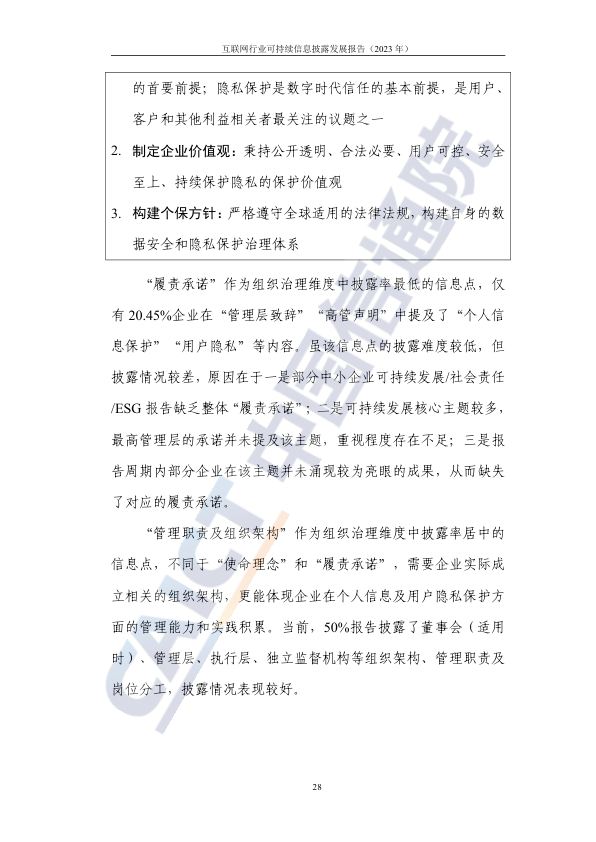 互联网行业可持续信息披露发展报告（2023 年）
的首要前提；隐私保护是数字时代信任的基本前提，是用户、
客户和其他利益相关者最关注的议题之一
2. 制定企业价值观：秉持公开透明、合法必要、用户可控、安全
至上、持续保护隐私的保护价值观
3. 构建个保方针：严格遵守全球适用的法律法规，构建自身的数
据安全和隐私保护治理体系
“履责承诺”作为组织治理维度中披露率最低的信息点，仅
有 20.45%企业在“管理层致辞”“高管声明”中提及了“个人信
息保护”“用户隐私”等内容。虽该信息点的披露难度较低，但
披露情况较差，原因在于一是部分中小企业可持续发展/社会责任
/ESG 报告缺乏整体“履责承诺”；二是可持续发展核心主题较多，
最高管理层的承诺并未提及该主题，重视程度存在不足；三是报
告周期内部分企业在该主题并未涌现较为亮眼的成果，从而缺失
了对应的履责承诺。
“管理职责及组织架构”作为组织治理维度中披露率居中的
信息点，不同于“使命理念”和“履责承诺”，需要企业实际成
立相关的组织架构，更能体现企业在个人信息及用户隐私保护方
面的管理能力和实践积累。当前，50%报告披露了董事会（适用
时）、管理层、执行层、独立监督机构等组织架构、管理职责及
岗位分工，披露情况表现较好。
CAICT 中国信通院
28